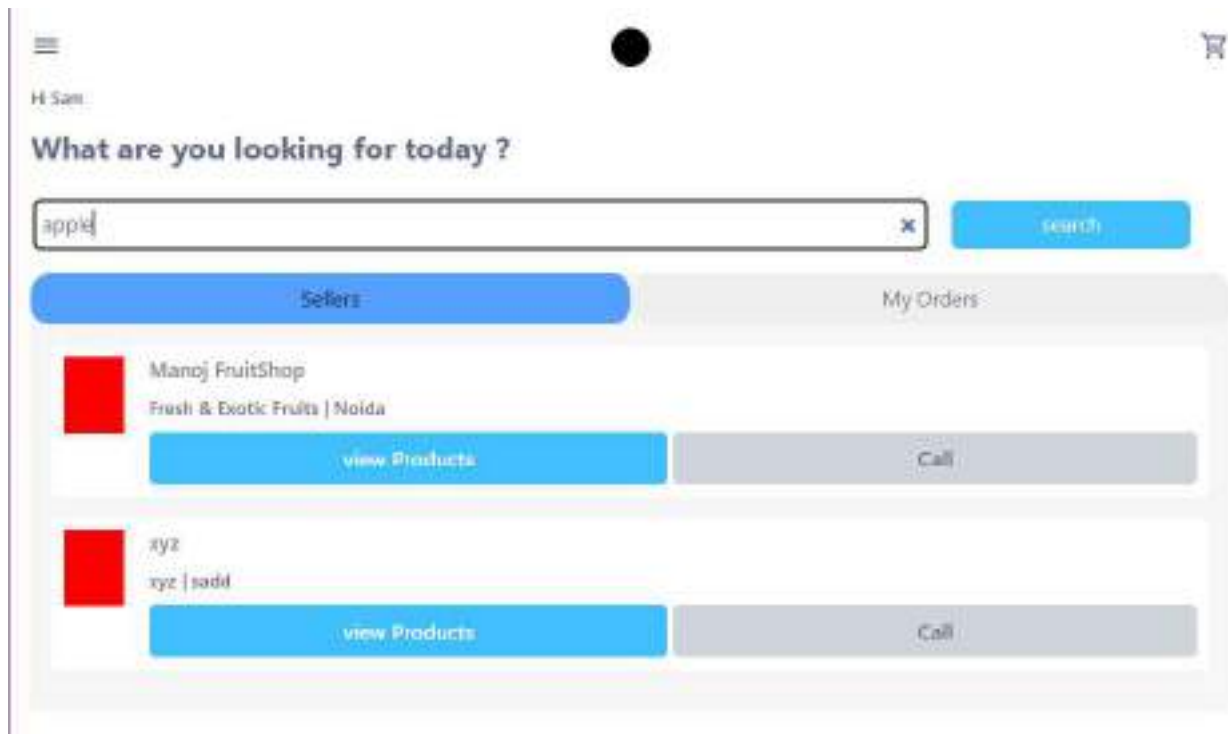 Hi Sam
What are you looking for today ?
apple
search
Sellers
My Orders
Manoj FruitShop
Fresh & Exotic Fruits | Noida
view Products
Call
xyz
xyz | sadd
view Products
Call